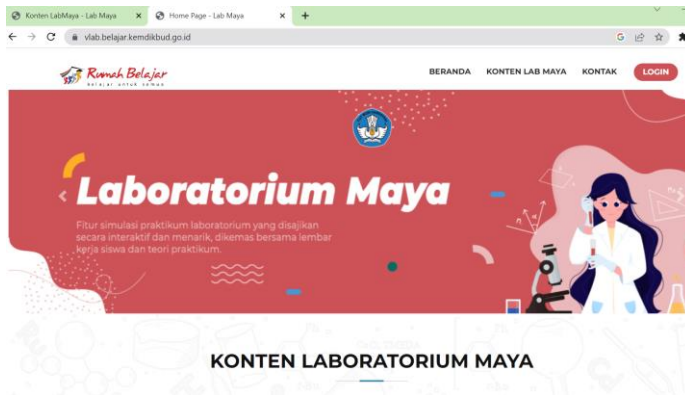 Konten LabMaya - Lab Maya
Home Page - Lab Maya
vlab.belajar.kemdikbud.go.id
Rumah Belajar
belajar untuk semua
BERANDA KONTEN LAB MAYA KONTAK LOGIN
Laboratorium Maya
Fitur simulasi praktikum laboratorium yang disajikan
secara interaktif dan menarik, dikemas bersama lembar
kerja siswa dan teori praktikum.
KONTEN LABORATORIUM MAYA